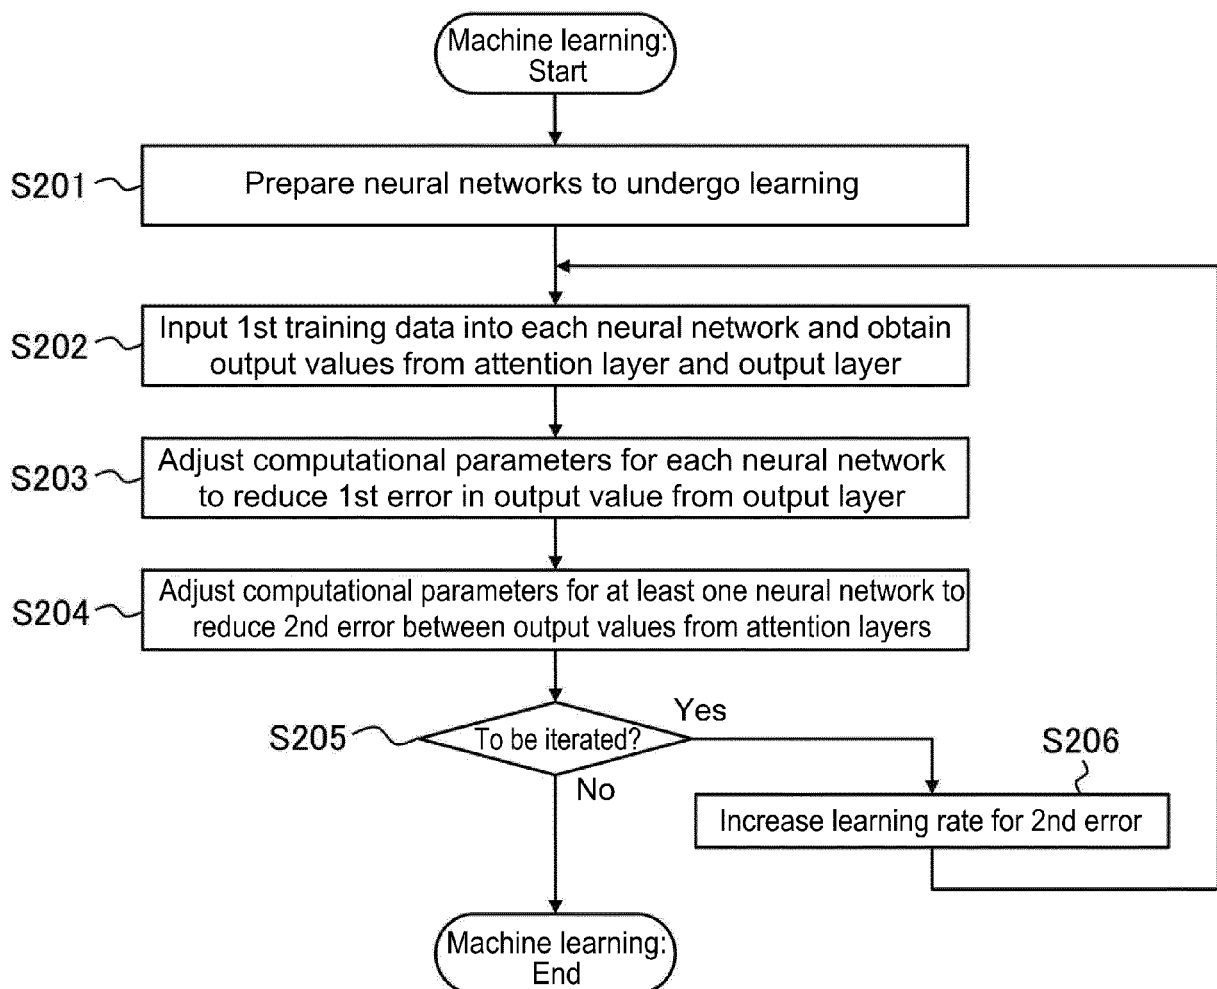 Machine learning:
Start
S201
Prepare neural networks to undergo learning
S202
Input 1st training data into each neural network and obtain
output values from attention layer and output layer
S203
Adjust computational parameters for each neural network
to reduce 1st error in output value from output layer
S204
Adjust computational parameters for at least one neural network to
reduce 2nd error between output values from attention layers
S205
To be iterated?
Yes
No
S206
Increase learning rate for 2nd error
Machine learning:
End